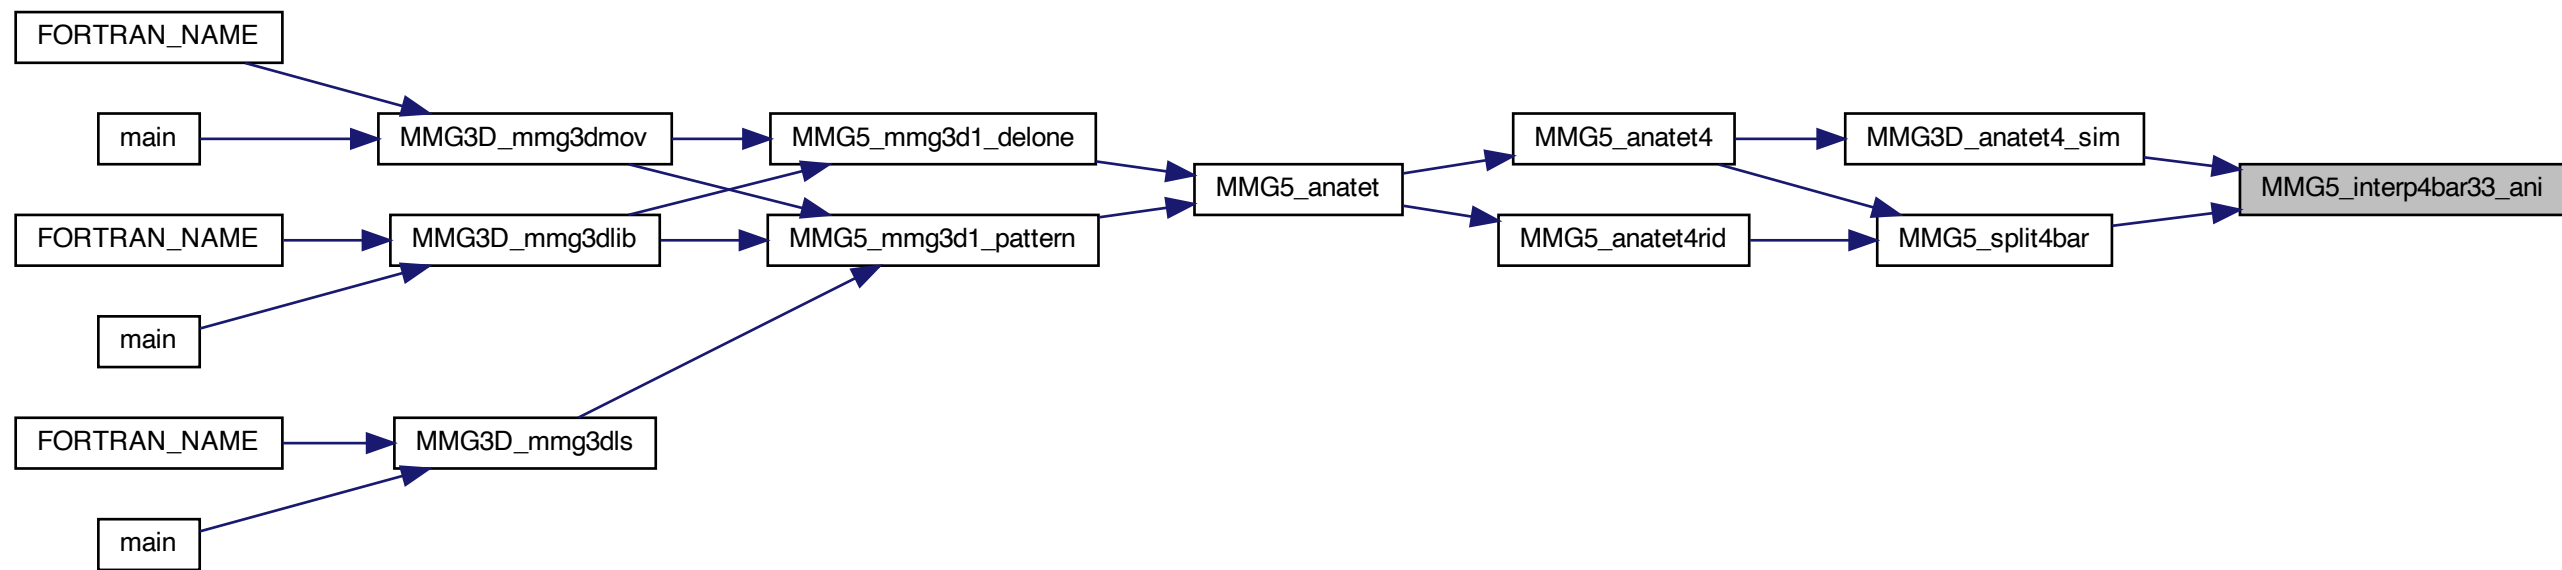 FORTRAN_NAME
main
MMG3D_mmg3dmov
MMG5_mmg3d1_delone
MMG5_anatet4
MMG3D_anatet4_sim
MMG5_anatet
MMG5_interp4bar33_ani
FORTRAN_NAME
MMG3D_mmg3dlib
MMG5_mmg3d1_pattern
MMG5_anatet4rid
MMG5_split4bar
main
FORTRAN_NAME
MMG3D_mmg3dls
main